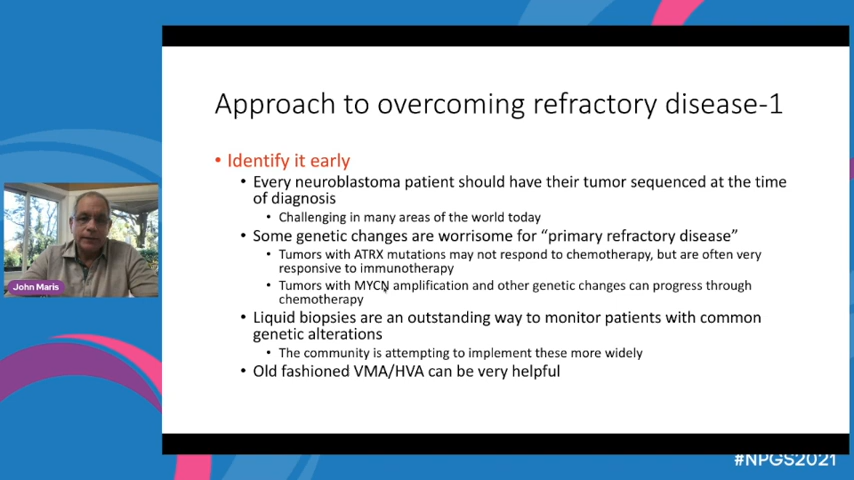 Approach to overcoming refractory disease-1
• Identify it early
• Every neuroblastoma patient should have their tumor sequenced at the time
of diagnosis
• Challenging in many areas of the world today
• Some genetic changes are worrisome for “primary refractory disease”
• Tumors with ATRX mutations may not respond to chemotherapy, but are often very
responsive to immunotherapy
• Tumors with MYCN amplification and other genetic changes can progress through
chemotherapy
• Liquid biopsies are an outstanding way to monitor patients with common
genetic alterations
• The community is attempting to implement these more widely
• Old fashioned VMA/HVA can be very helpful
John Maris
#NPGS2021